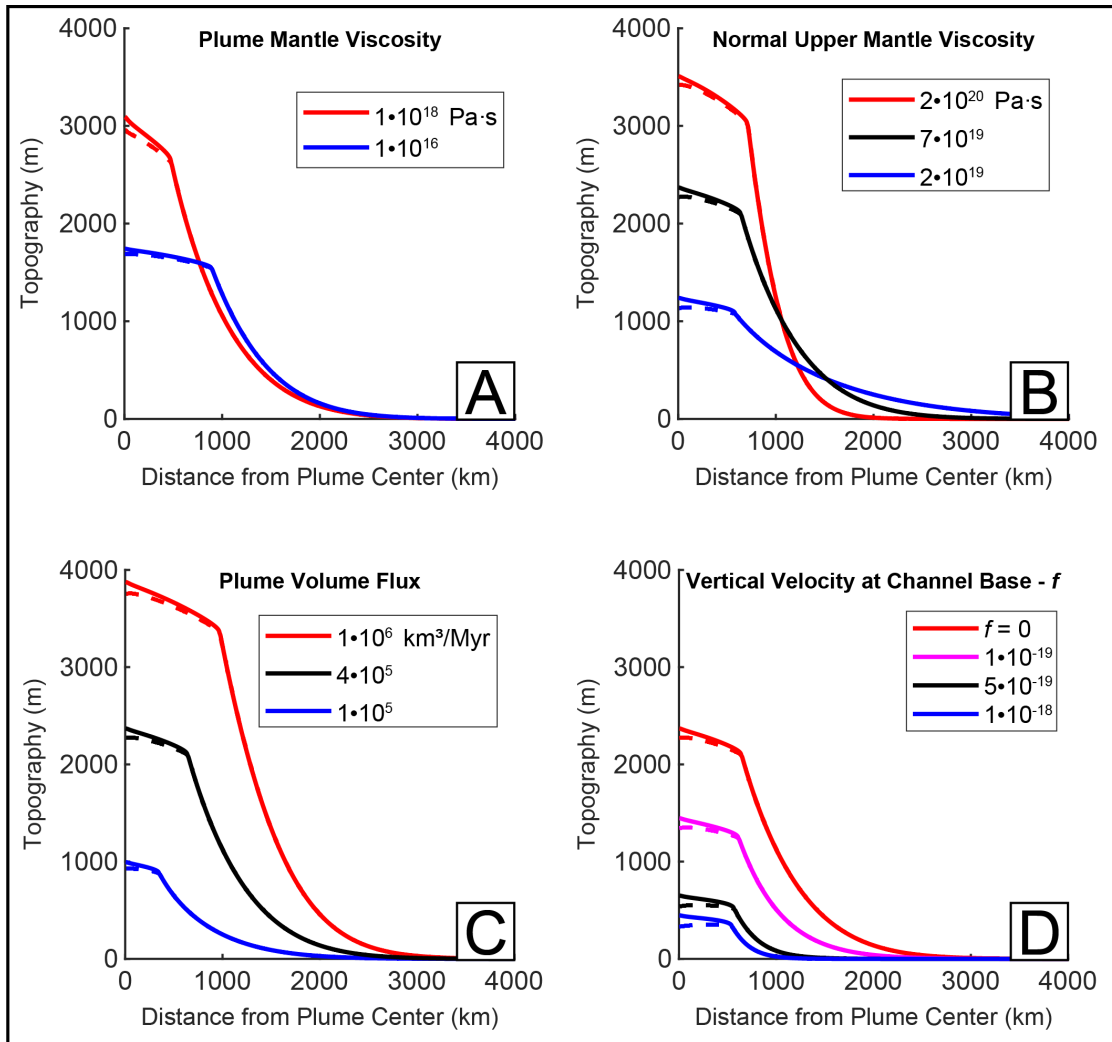 Plume Mantle Viscosity
1•10¹⁸ Pa·s
1•10¹⁶
4000
3000
2000
1000
0
Topography (m)
0 1000 2000 3000 4000
Distance from Plume Center (km)
A
Normal Upper Mantle Viscosity
2•10²⁰ Pa·s
7•10¹⁹
2•10¹⁹
4000
3000
2000
1000
0
Topography (m)
0 1000 2000 3000 4000
Distance from Plume Center (km)
B
Plume Volume Flux
1•10⁶ km³/Myr
4•10⁵
1•10⁵
4000
3000
2000
1000
0
Topography (m)
0 1000 2000 3000 4000
Distance from Plume Center (km)
C
Vertical Velocity at Channel Base - f
f = 0
1•10⁻¹⁹
5•10⁻¹⁹
1•10⁻¹⁸
4000
3000
2000
1000
0
Topography (m)
0 1000 2000 3000 4000
Distance from Plume Center (km)
D